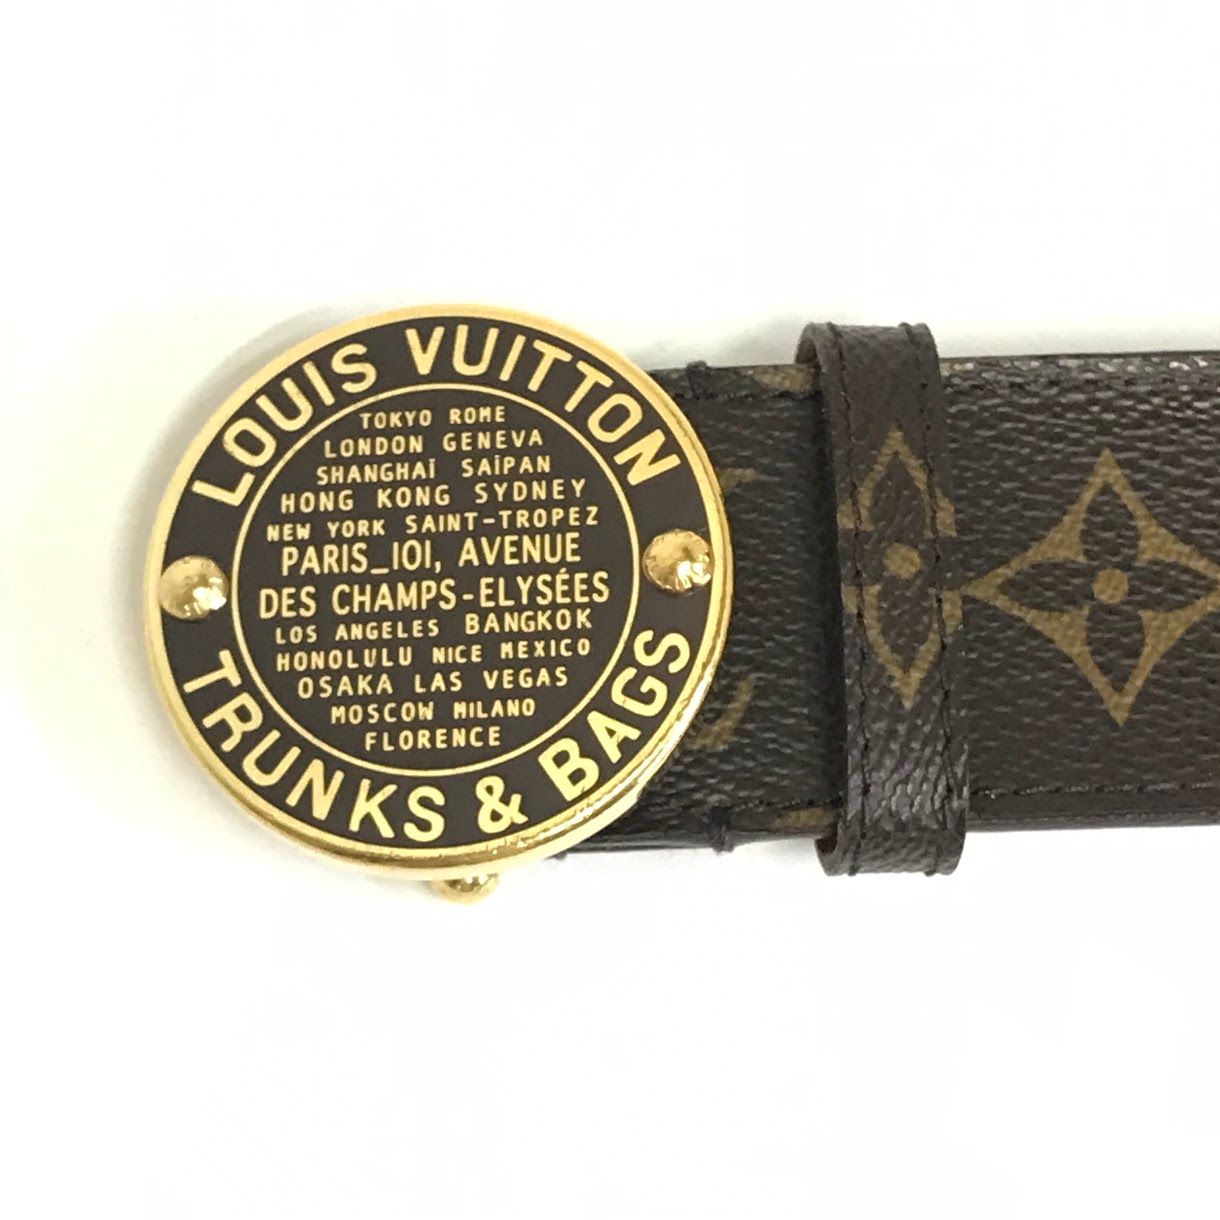 LOUIS VUITTON
TOKYO ROME
LONDON GENEVA
SHANGHAÏ SAÏPAN
HONG KONG SYDNEY
NEW YORK SAINT-TROPEZ
PARIS_101, AVENUE
DES CHAMPS-ELYSÉES
LOS ANGELES BANGKOK
HONOLULU NICE MEXICO
OSAKA LAS VEGAS
MOSCOW MILANO
FLORENCE
TRUNKS & BAGS